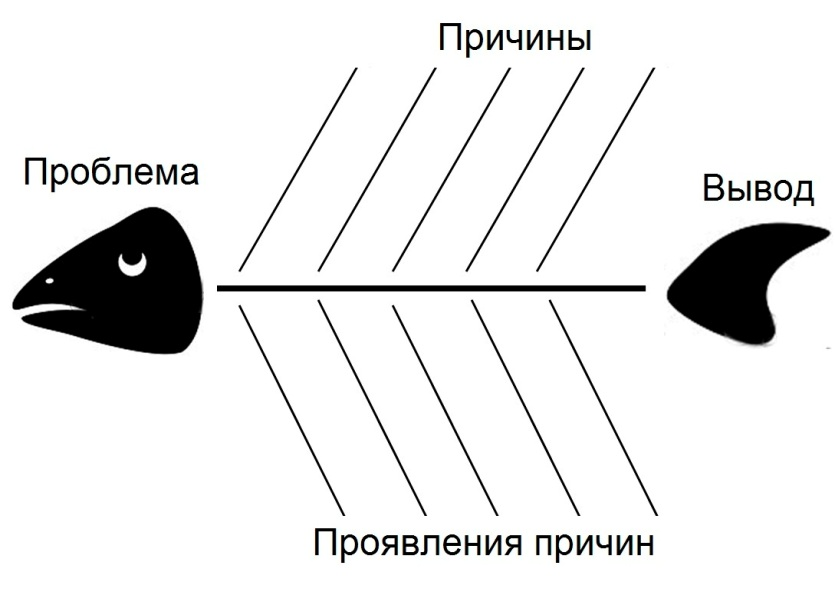 Причины
Проблема
Вывод
Проявления причин